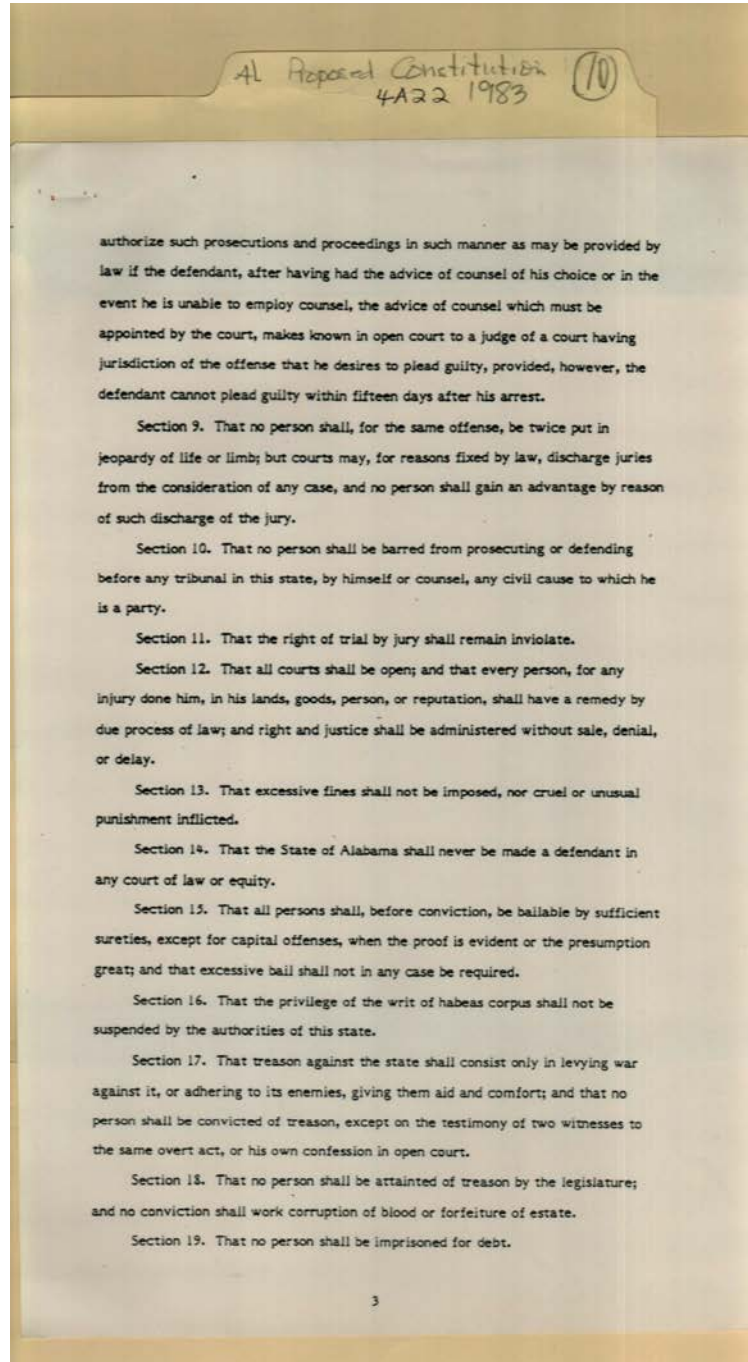 AL Proposed Constitution 10
4A22 1983
authorize such prosecutions and proceedings in such manner as may be provided by
law if the defendant, after having had the advice of counsel of his choice or in the
event he is unable to employ counsel, the advice of counsel which must be
appointed by the court, makes known in open court to a judge of a court having
jurisdiction of the offense that he desires to plead guilty, provided, however, the
defendant cannot plead guilty within fifteen days after his arrest.
Section 9. That no person shall, for the same offense, be twice put in
jeopardy of life or limb; but courts may, for reasons fixed by law, discharge juries
from the consideration of any case, and no person shall gain an advantage by reason
of such discharge of the jury.
Section 10. That no person shall be barred from prosecuting or defending
before any tribunal in this state, by himself or counsel, any civil cause to which he
is a party.
Section 11. That the right of trial by jury shall remain inviolate.
Section 12. That all courts shall be open; and that every person, for any
injury done him, in his lands, goods, person, or reputation, shall have a remedy by
due process of law; and right and justice shall be administered without sale, denial,
or delay.
Section 13. That excessive fines shall not be imposed, nor cruel or unusual
punishment inflicted.
Section 14. That the State of Alabama shall never be made a defendant in
any court of law or equity.
Section 15. That all persons shall, before conviction, be bailable by sufficient
sureties, except for capital offenses, when the proof is evident or the presumption
great; and that excessive bail shall not in any case be required.
Section 16. That the privilege of the writ of habeas corpus shall not be
suspended by the authorities of this state.
Section 17. That treason against the state shall consist only in levying war
against it, or adhering to its enemies, giving them aid and comfort; and that no
person shall be convicted of treason, except on the testimony of two witnesses to
the same overt act, or his own confession in open court.
Section 18. That no person shall be attainted of treason by the legislature;
and no conviction shall work corruption of blood or forfeiture of estate.
Section 19. That no person shall be imprisoned for debt.
3